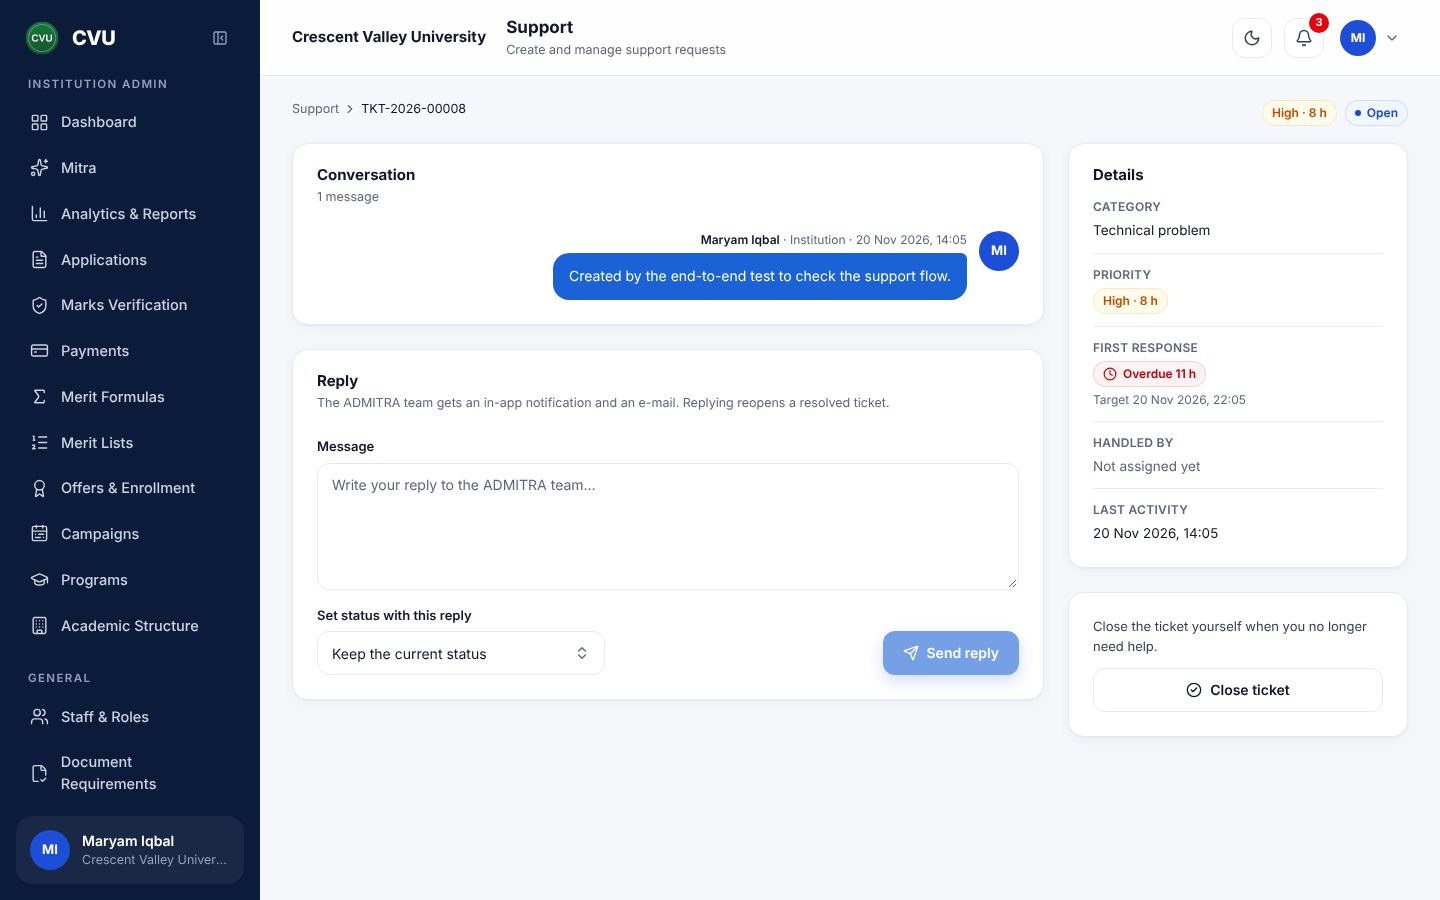 CVU
CVU
INSTITUTION ADMIN
Dashboard
Mitra
Analytics & Reports
Applications
Marks Verification
Payments
Merit Formulas
Merit Lists
Offers & Enrollment
Campaigns
Programs
Academic Structure
GENERAL
Staff & Roles
Document
Requirements
MI
Maryam Iqbal
Crescent Valley Univer...
Crescent Valley University
Support
Create and manage support requests
3
MI
Support
TKT-2026-00008
High · 8 h
Open
Conversation
1 message
Maryam Iqbal · Institution · 20 Nov 2026, 14:05
MI
Created by the end-to-end test to check the support flow.
Reply
The ADMITRA team gets an in-app notification and an e-mail. Replying reopens a resolved ticket.
Message
Write your reply to the ADMITRA team...
Set status with this reply
Keep the current status
Send reply
Details
CATEGORY
Technical problem
PRIORITY
High · 8 h
FIRST RESPONSE
Overdue 11 h
Target 20 Nov 2026, 22:05
HANDLED BY
Not assigned yet
LAST ACTIVITY
20 Nov 2026, 14:05
Close the ticket yourself when you no longer
need help.
Close ticket